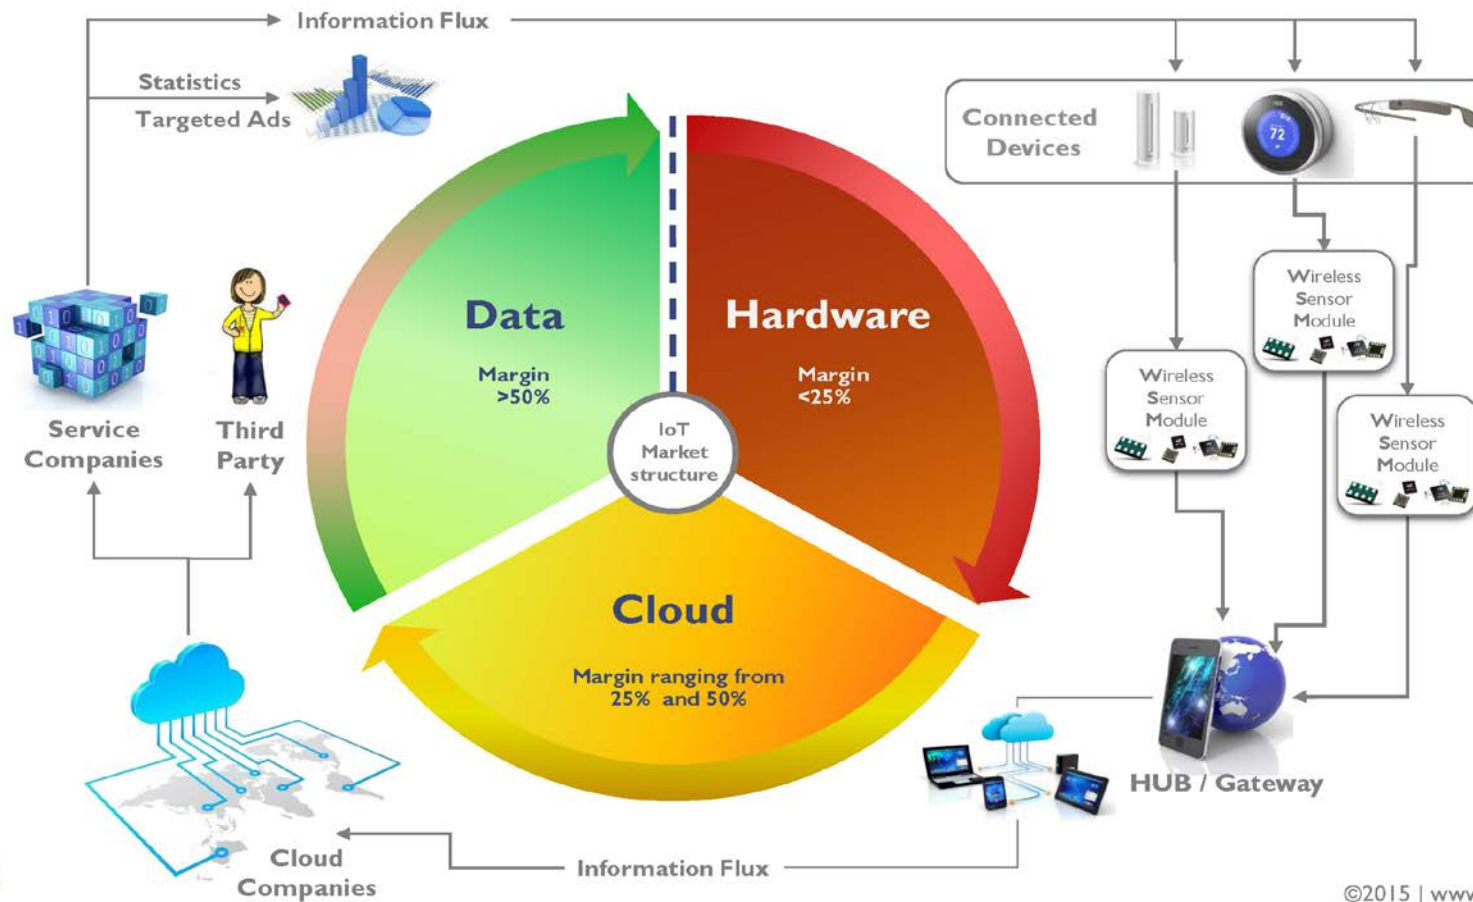 Information Flux
Statistics
Targeted Ads
Connected
Devices
72
Data
Margin
>50%
Hardware
Margin
<25%
IoT
Market
structure
Cloud
Margin ranging from
25% and 50%
Service
Companies
Third
Party
Wireless
Sensor
Module
Wireless
Sensor
Module
Wireless
Sensor
Module
HUB / Gateway
Cloud
Companies
Information Flux
©2015 | www